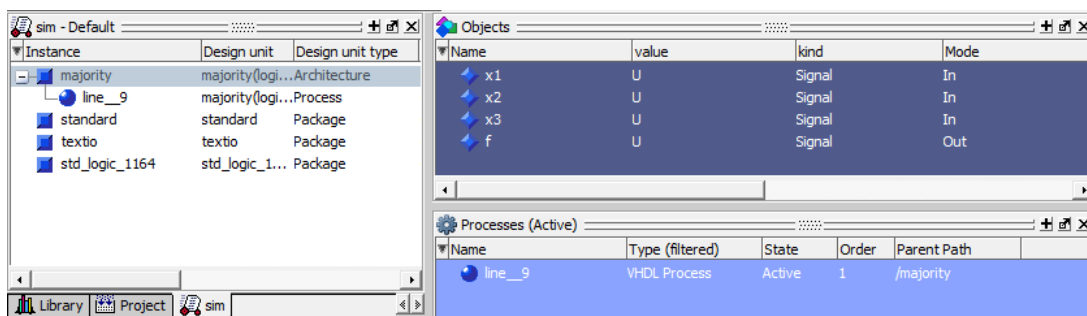 sim - Default
Instance Design unit Design unit type
majority majority(logi... Architecture
line__9 majority(logi... Process
standard standard Package
textio textio Package
std_logic_1164 std_logic_1... Package
Library Project sim
Objects
Name value kind Mode
x1 U Signal In
x2 U Signal In
x3 U Signal In
f U Signal Out
Processes (Active)
Name Type (filtered) State Order Parent Path
line__9 VHDL Process Active 1 /majority